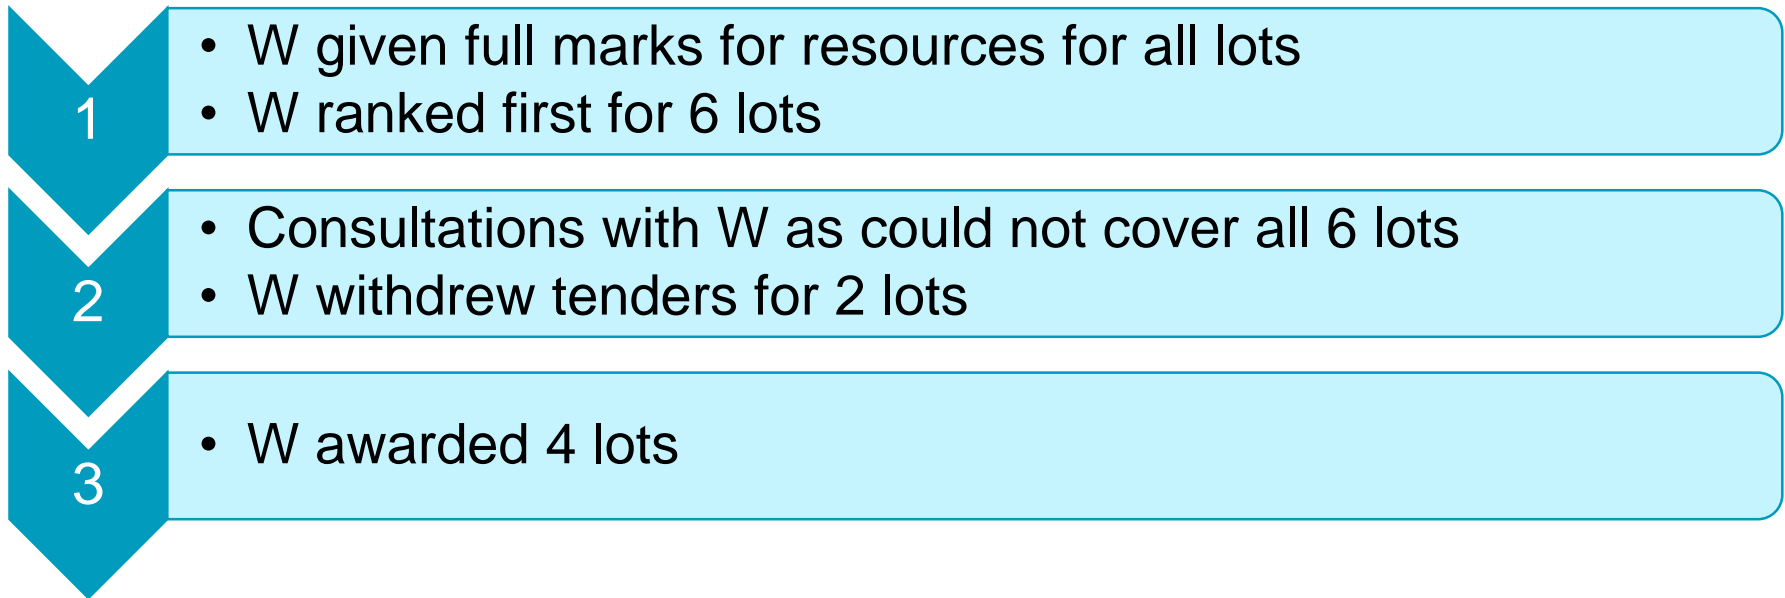 1
• W given full marks for resources for all lots
• W ranked first for 6 lots
2
• Consultations with W as could not cover all 6 lots
• W withdrew tenders for 2 lots
3
• W awarded 4 lots